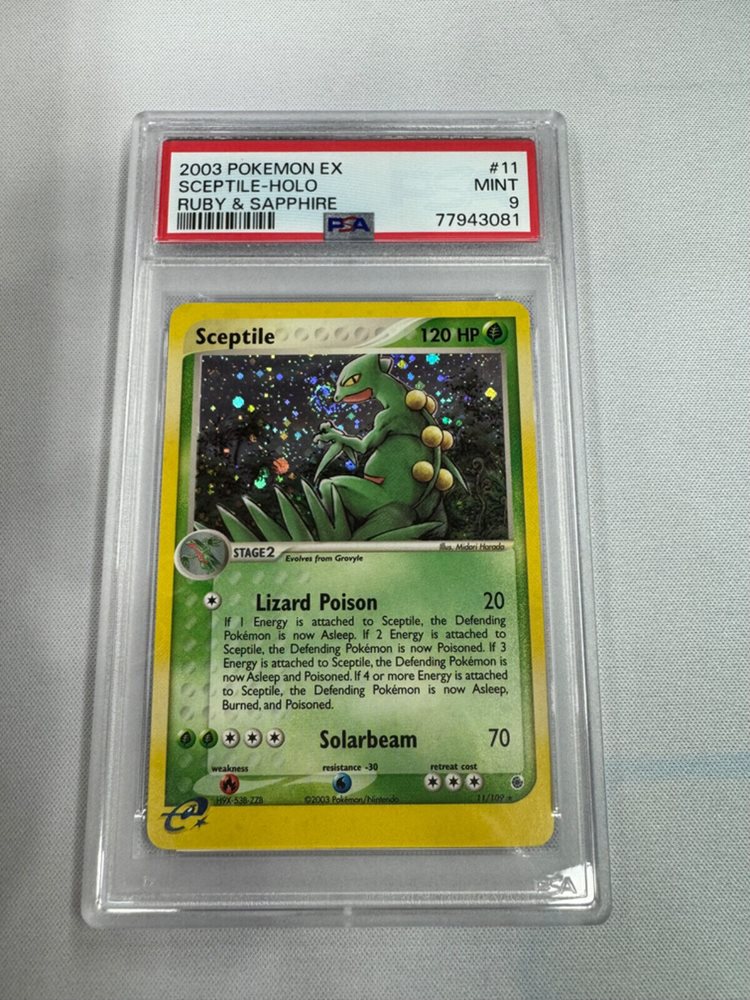 2003 POKEMON EX #11
SCEPTILE-HOLO MINT
RUBY & SAPPHIRE 9
PSA 77943081
Sceptile 120 HP
Illus. Midori Harada
STAGE2
Evolves from Grovyle
Lizard Poison 20
If 1 Energy is attached to Sceptile, the Defending
Pokémon is now Asleep. If 2 Energy is attached to
Sceptile, the Defending Pokémon is now Poisoned. If 3
Energy is attached to Sceptile, the Defending Pokémon is
now Asleep and Poisoned. If 4 or more Energy is attached
to Sceptile, the Defending Pokémon is now Asleep,
Burned, and Poisoned.
Solarbeam 70
weakness resistance -30 retreat cost
H9X-538-2ZB ©2003 Pokémon/Nintendo 11/109
e
PSA